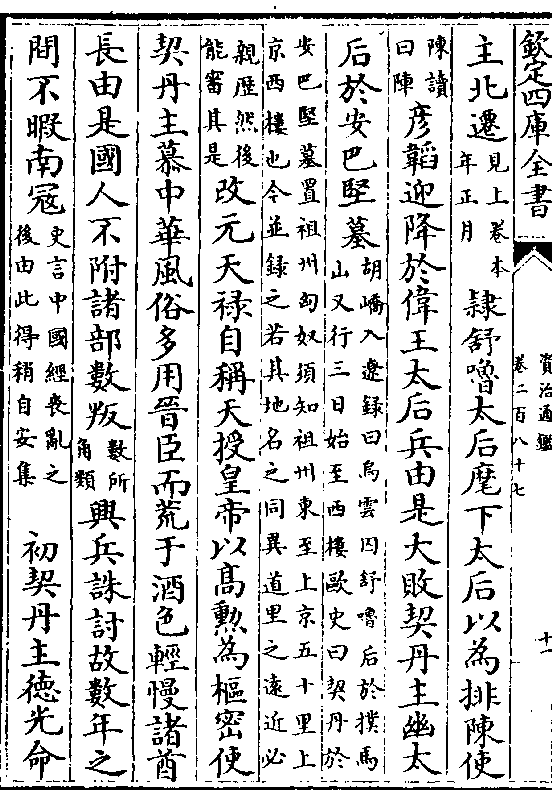 欽定四庫全書
資治通鑑
卷二百八十七
十一
主北遷見上卷本年正月隸舒嚕太后麾下太后以為排陳使
陳讀曰陣彦韜迎降於偉王太后兵由是大敗契丹主幽太
后於安巴堅墓胡嶠入遼録曰烏雲囚舒嚕后於撲馬山又行三日始至西樓歐史曰契丹於
安巴堅墓置祖州匈奴須知祖州東至上京五十里上京西樓也今並録之若其地名之同異道里之遠近必
親歴然後能審其是改元天禄自稱天授皇帝以髙勲為樞密使
契丹主慕中華風俗多用晉臣而荒于酒色輕慢諸酋
長由是國人不附諸部數叛數所角類興兵誅討故數年之
間不暇南冦史言中國經喪亂之後由此得稍自安集初契丹主徳光命